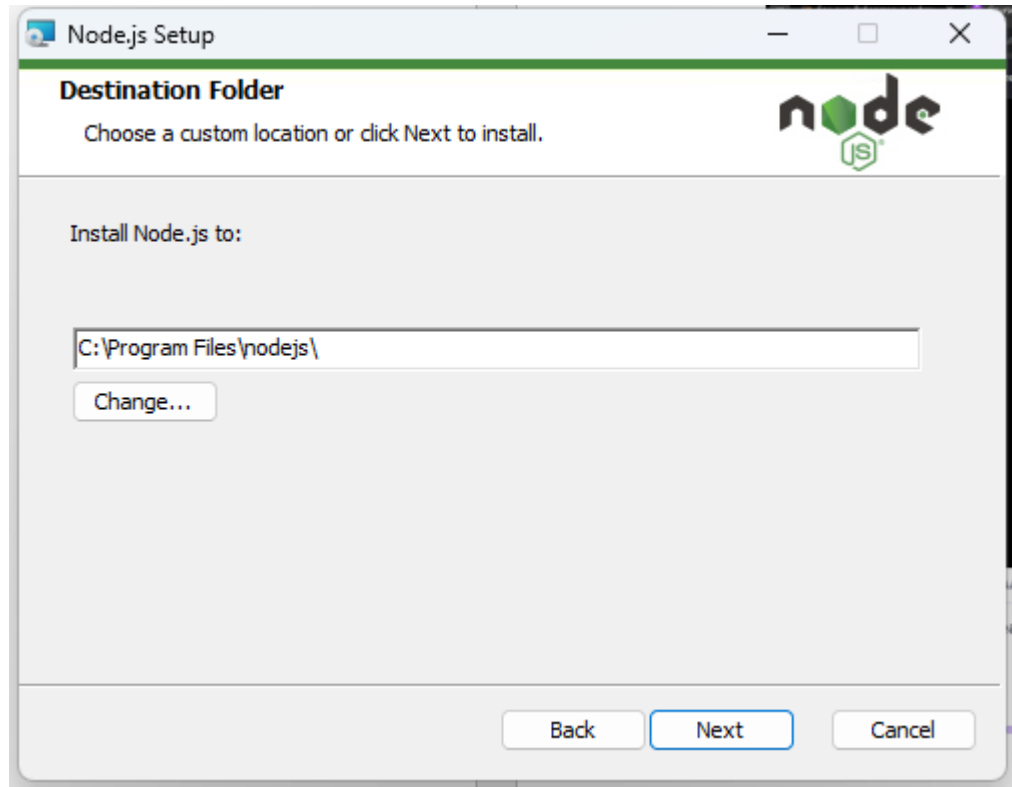 Node.js Setup
Destination Folder
Choose a custom location or click Next to install.
node
JS
Install Node.js to:
C:\Program Files\nodejs\
Change...
Back
Next
Cancel